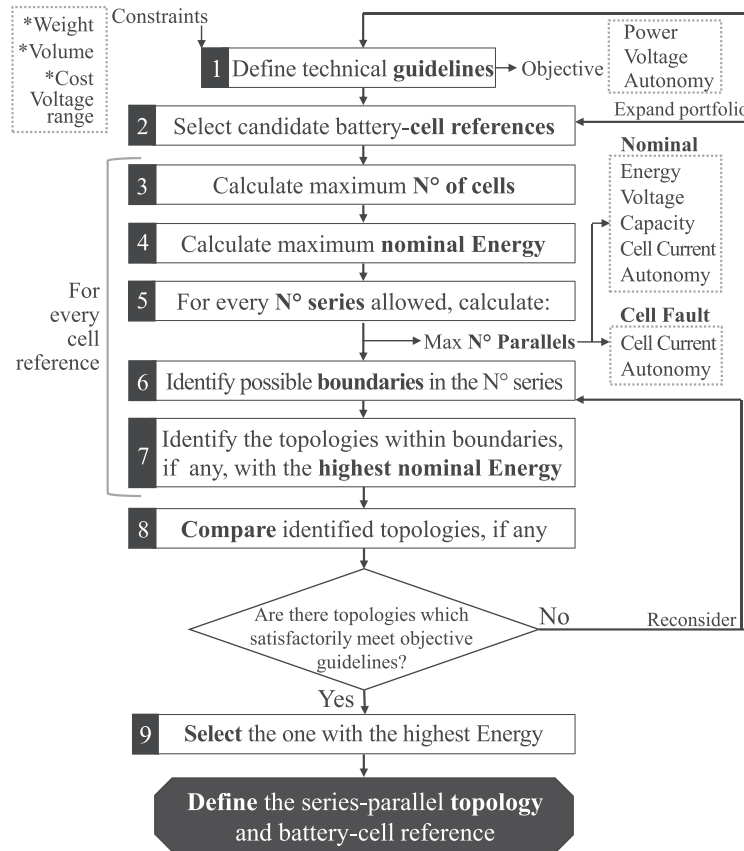 Constraints
*Weight
*Volume
*Cost
Voltage
range
1 Define technical guidelines
Objective
Power
Voltage
Autonomy
2 Select candidate battery-cell references
Expand portfolio
For
every
cell
reference
3 Calculate maximum N° of cells
4 Calculate maximum nominal Energy
5 For every N° series allowed, calculate:
Max N° Parallels
Nominal
Energy
Voltage
Capacity
Cell Current
Autonomy
Cell Fault
Cell Current
Autonomy
6 Identify possible boundaries in the N° series
7 Identify the topologies within boundaries,
if any, with the highest nominal Energy
8 Compare identified topologies, if any
Are there topologies which
satisfactorily meet objective
guidelines?
No
Reconsider
Yes
9 Select the one with the highest Energy
Define the series-parallel topology
and battery-cell reference